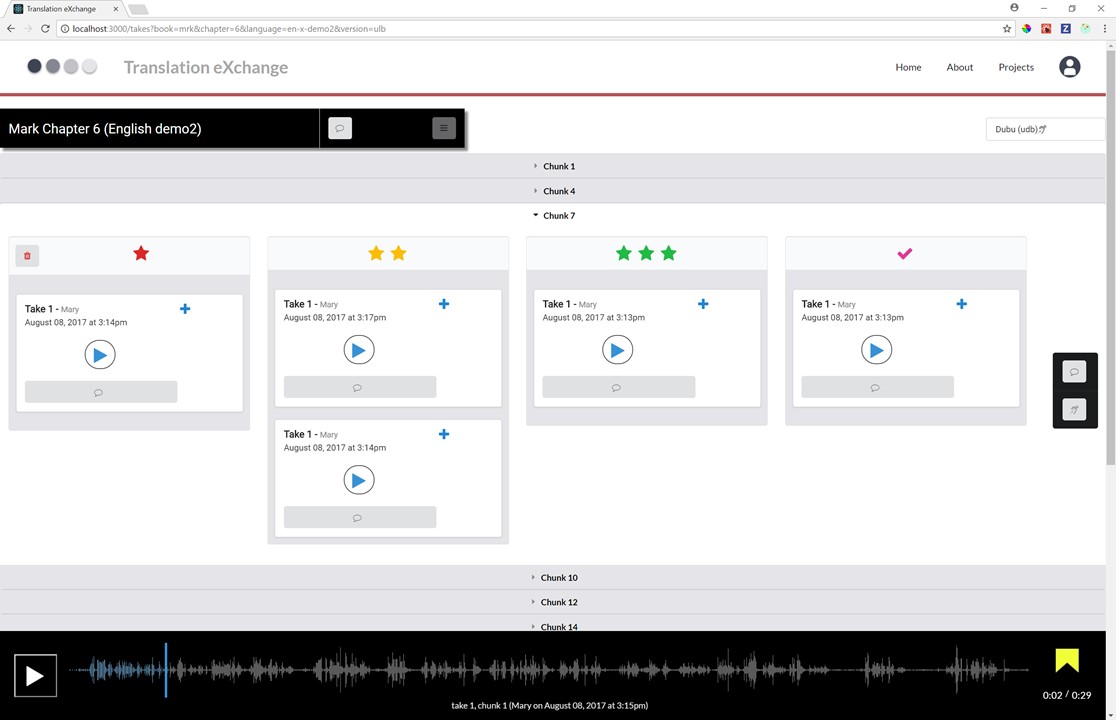 Translation eXchange
localhost:3000/takes?book=mrk&chapter=6&language=en-x-demo2&version=ulb
Translation eXchange
Home About Projects
Mark Chapter 6 (English demo2)
Dubu (udb)
Chunk 1
Chunk 4
Chunk 7
Take 1 - Mary
August 08, 2017 at 3:14pm
Take 1 - Mary
August 08, 2017 at 3:17pm
Take 1 - Mary
August 08, 2017 at 3:14pm
Take 1 - Mary
August 08, 2017 at 3:13pm
Take 1 - Mary
August 08, 2017 at 3:13pm
Chunk 10
Chunk 12
Chunk 14
0:02 / 0:29
take 1, chunk 1 (Mary on August 08, 2017 at 3:15pm)